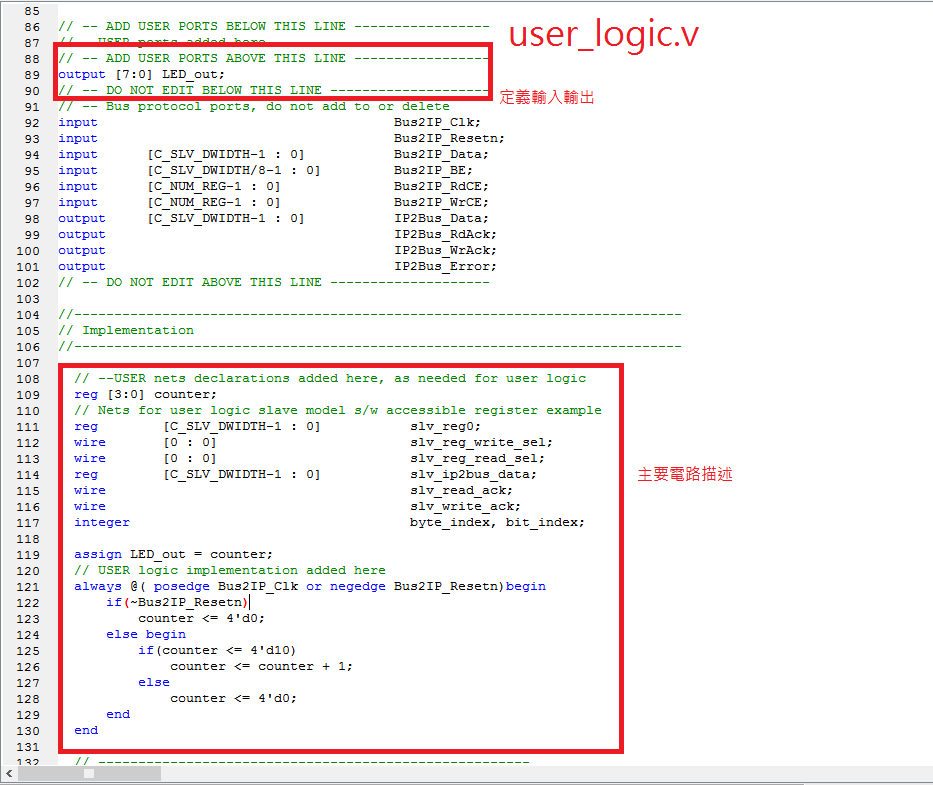 85
86 // -- ADD USER PORTS BELOW THIS LINE -----------------
user_logic.v
87 // --USER ports added here
88 // -- ADD USER PORTS ABOVE THIS LINE -----------------
89 output [7:0] LED_out;
90 // -- DO NOT EDIT BELOW THIS LINE --------------------
定義輸入輸出
91 // -- Bus protocol ports, do not add to or delete
92 input Bus2IP_Clk;
93 input Bus2IP_Resetn;
94 input [C_SLV_DWIDTH-1 : 0] Bus2IP_Data;
95 input [C_SLV_DWIDTH/8-1 : 0] Bus2IP_BE;
96 input [C_NUM_REG-1 : 0] Bus2IP_RdCE;
97 input [C_NUM_REG-1 : 0] Bus2IP_WrCE;
98 output [C_SLV_DWIDTH-1 : 0] IP2Bus_Data;
99 output IP2Bus_RdAck;
100 output IP2Bus_WrAck;
101 output IP2Bus_Error;
102 // -- DO NOT EDIT ABOVE THIS LINE --------------------
103
104 //----------------------------------------------------------------------------
105 // Implementation
106 //----------------------------------------------------------------------------
107
108 // --USER nets declarations added here, as needed for user logic
109 reg [3:0] counter;
110 // Nets for user logic slave model s/w accessible register example
111 reg [C_SLV_DWIDTH-1 : 0] slv_reg0;
112 wire [0 : 0] slv_reg_write_sel;
113 wire [0 : 0] slv_reg_read_sel;
114 reg [C_SLV_DWIDTH-1 : 0] slv_ip2bus_data;
主要電路描述
115 wire slv_read_ack;
116 wire slv_write_ack;
117 integer byte_index, bit_index;
118
119 assign LED_out = counter;
120 // USER logic implementation added here
121 always @( posedge Bus2IP_Clk or negedge Bus2IP_Resetn)begin
122 if(~Bus2IP_Resetn)
123 counter <= 4'd0;
124 else begin
125 if(counter <= 4'd10)
126 counter <= counter + 1;
127 else
128 counter <= 4'd0;
129 end
130 end
131
132 // ------------------------------------------------------